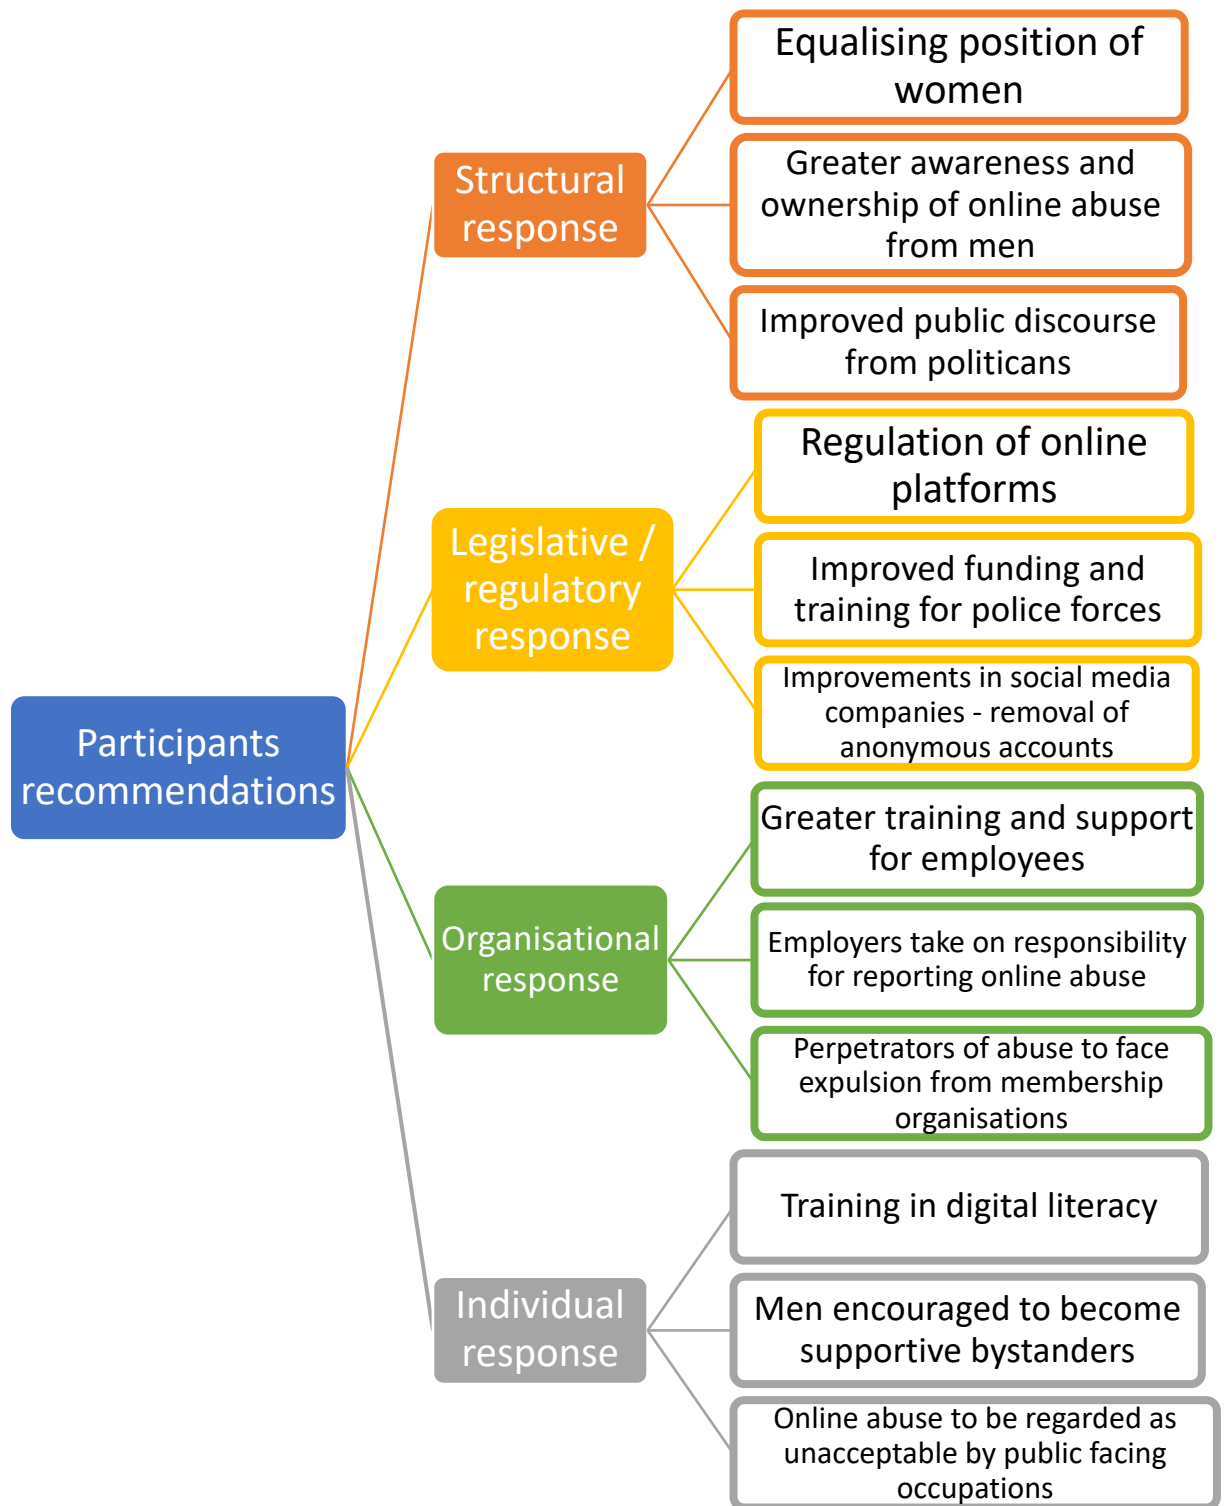 Participants
recommendations
Structural
response
Equalising position of
women
Greater awareness and
ownership of online abuse
from men
Improved public discourse
from politicans
Legislative /
regulatory
response
Regulation of online
platforms
Improved funding and
training for police forces
Improvements in social media
companies - removal of
anonymous accounts
Organisational
response
Greater training and support
for employees
Employers take on responsibility
for reporting online abuse
Perpetrators of abuse to face
expulsion from membership
organisations
Individual
response
Training in digital literacy
Men encouraged to become
supportive bystanders
Online abuse to be regarded as
unacceptable by public facing
occupations